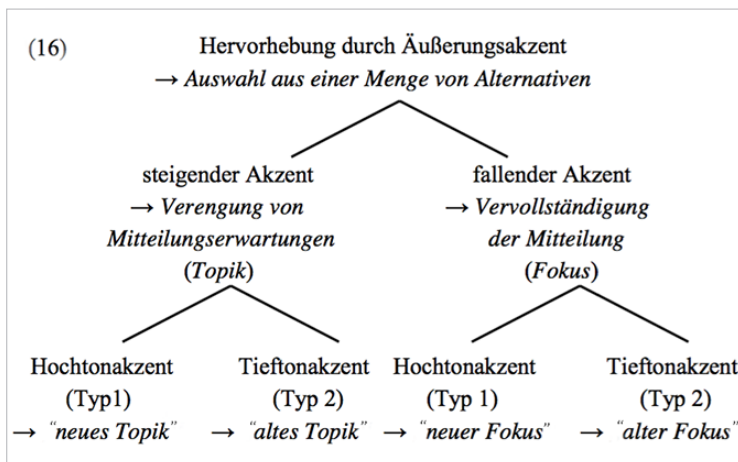 (16) Hervorhebung durch Äußerungsakzent
→ Auswahl aus einer Menge von Alternativen
steigender Akzent
→ Verengung von
Mitteilungserwartungen
(Topik)
fallender Akzent
→ Vervollständigung
der Mitteilung
(Fokus)
Hochtonakzent
(Typ1)
→ "neues Topik"
Tieftonakzent
(Typ 2)
→ "altes Topik"
Hochtonakzent
(Typ 1)
→ "neuer Fokus"
Tieftonakzent
(Typ 2)
→ "alter Fokus"